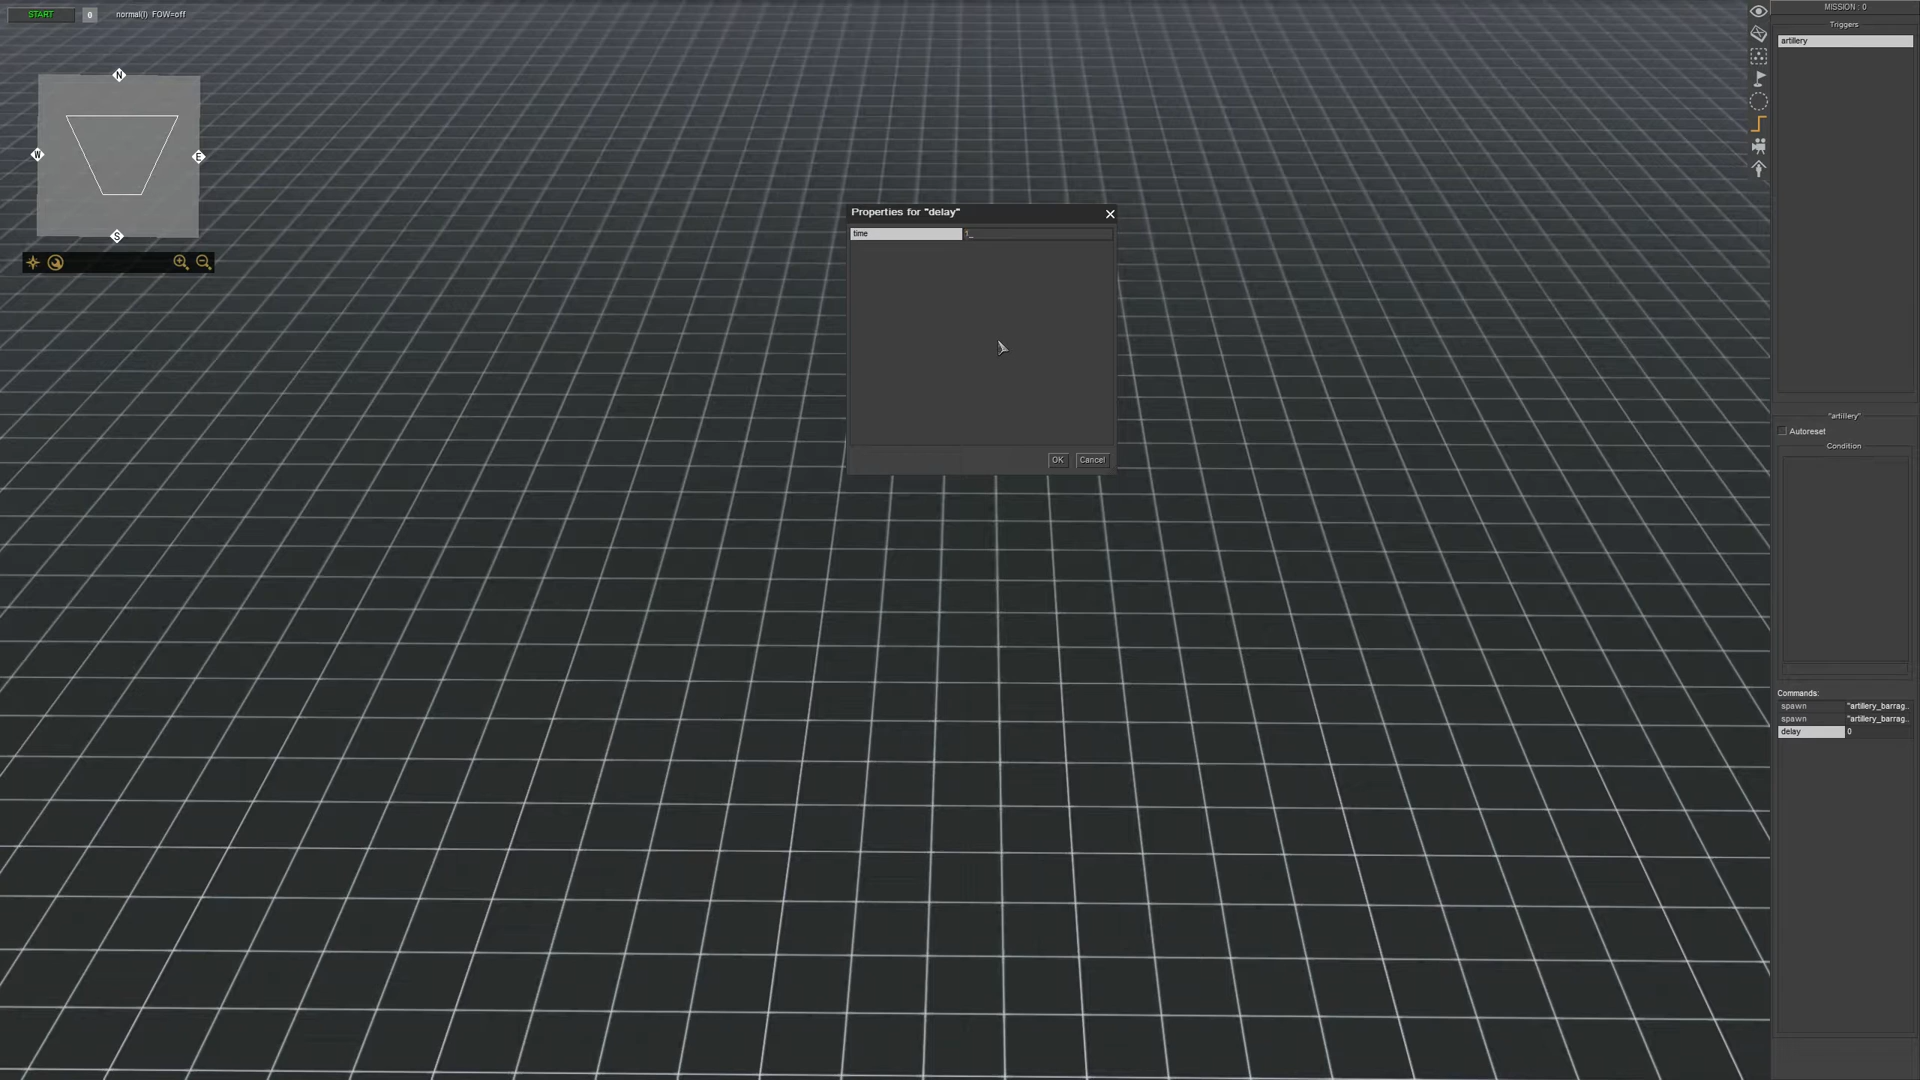 START 0 normal(I) FOW=off
MISSION : 0
Triggers
artillery
N
W
E
S
Properties for "delay"
time 1_
OK Cancel
"artillery"
Autoreset
Condition
Commands:
spawn "artillery_barrag..
spawn "artillery_barrag..
delay 0